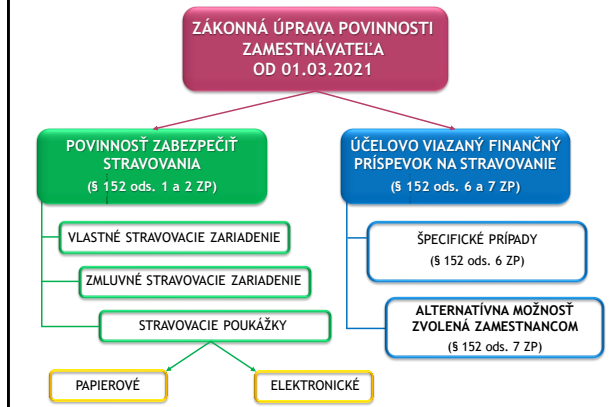 ZÁKONNÁ ÚPRAVA POVINNOSTI
ZAMESTNÁVATEĽA
OD 01.03.2021
POVINNOSŤ ZABEZPEČIŤ
STRAVOVANIA
(§ 152 ods. 1 a 2 ZP)
VLASTNÉ STRAVOVACIE ZARIADENIE
ZMLUVNÉ STRAVOVACIE ZARIADENIE
STRAVOVACIE POUKÁŽKY
PAPIEROVÉ
ELEKTRONICKÉ
ÚČELOVO VIAZANÝ FINANČNÝ
PRÍSPEVOK NA STRAVOVANIE
(§ 152 ods. 6 a 7 ZP)
ŠPECIFICKÉ PRÍPADY
(§ 152 ods. 6 ZP)
ALTERNATÍVNA MOŽNOSŤ
ZVOLENÁ ZAMESTNANCOM
(§ 152 ods. 7 ZP)